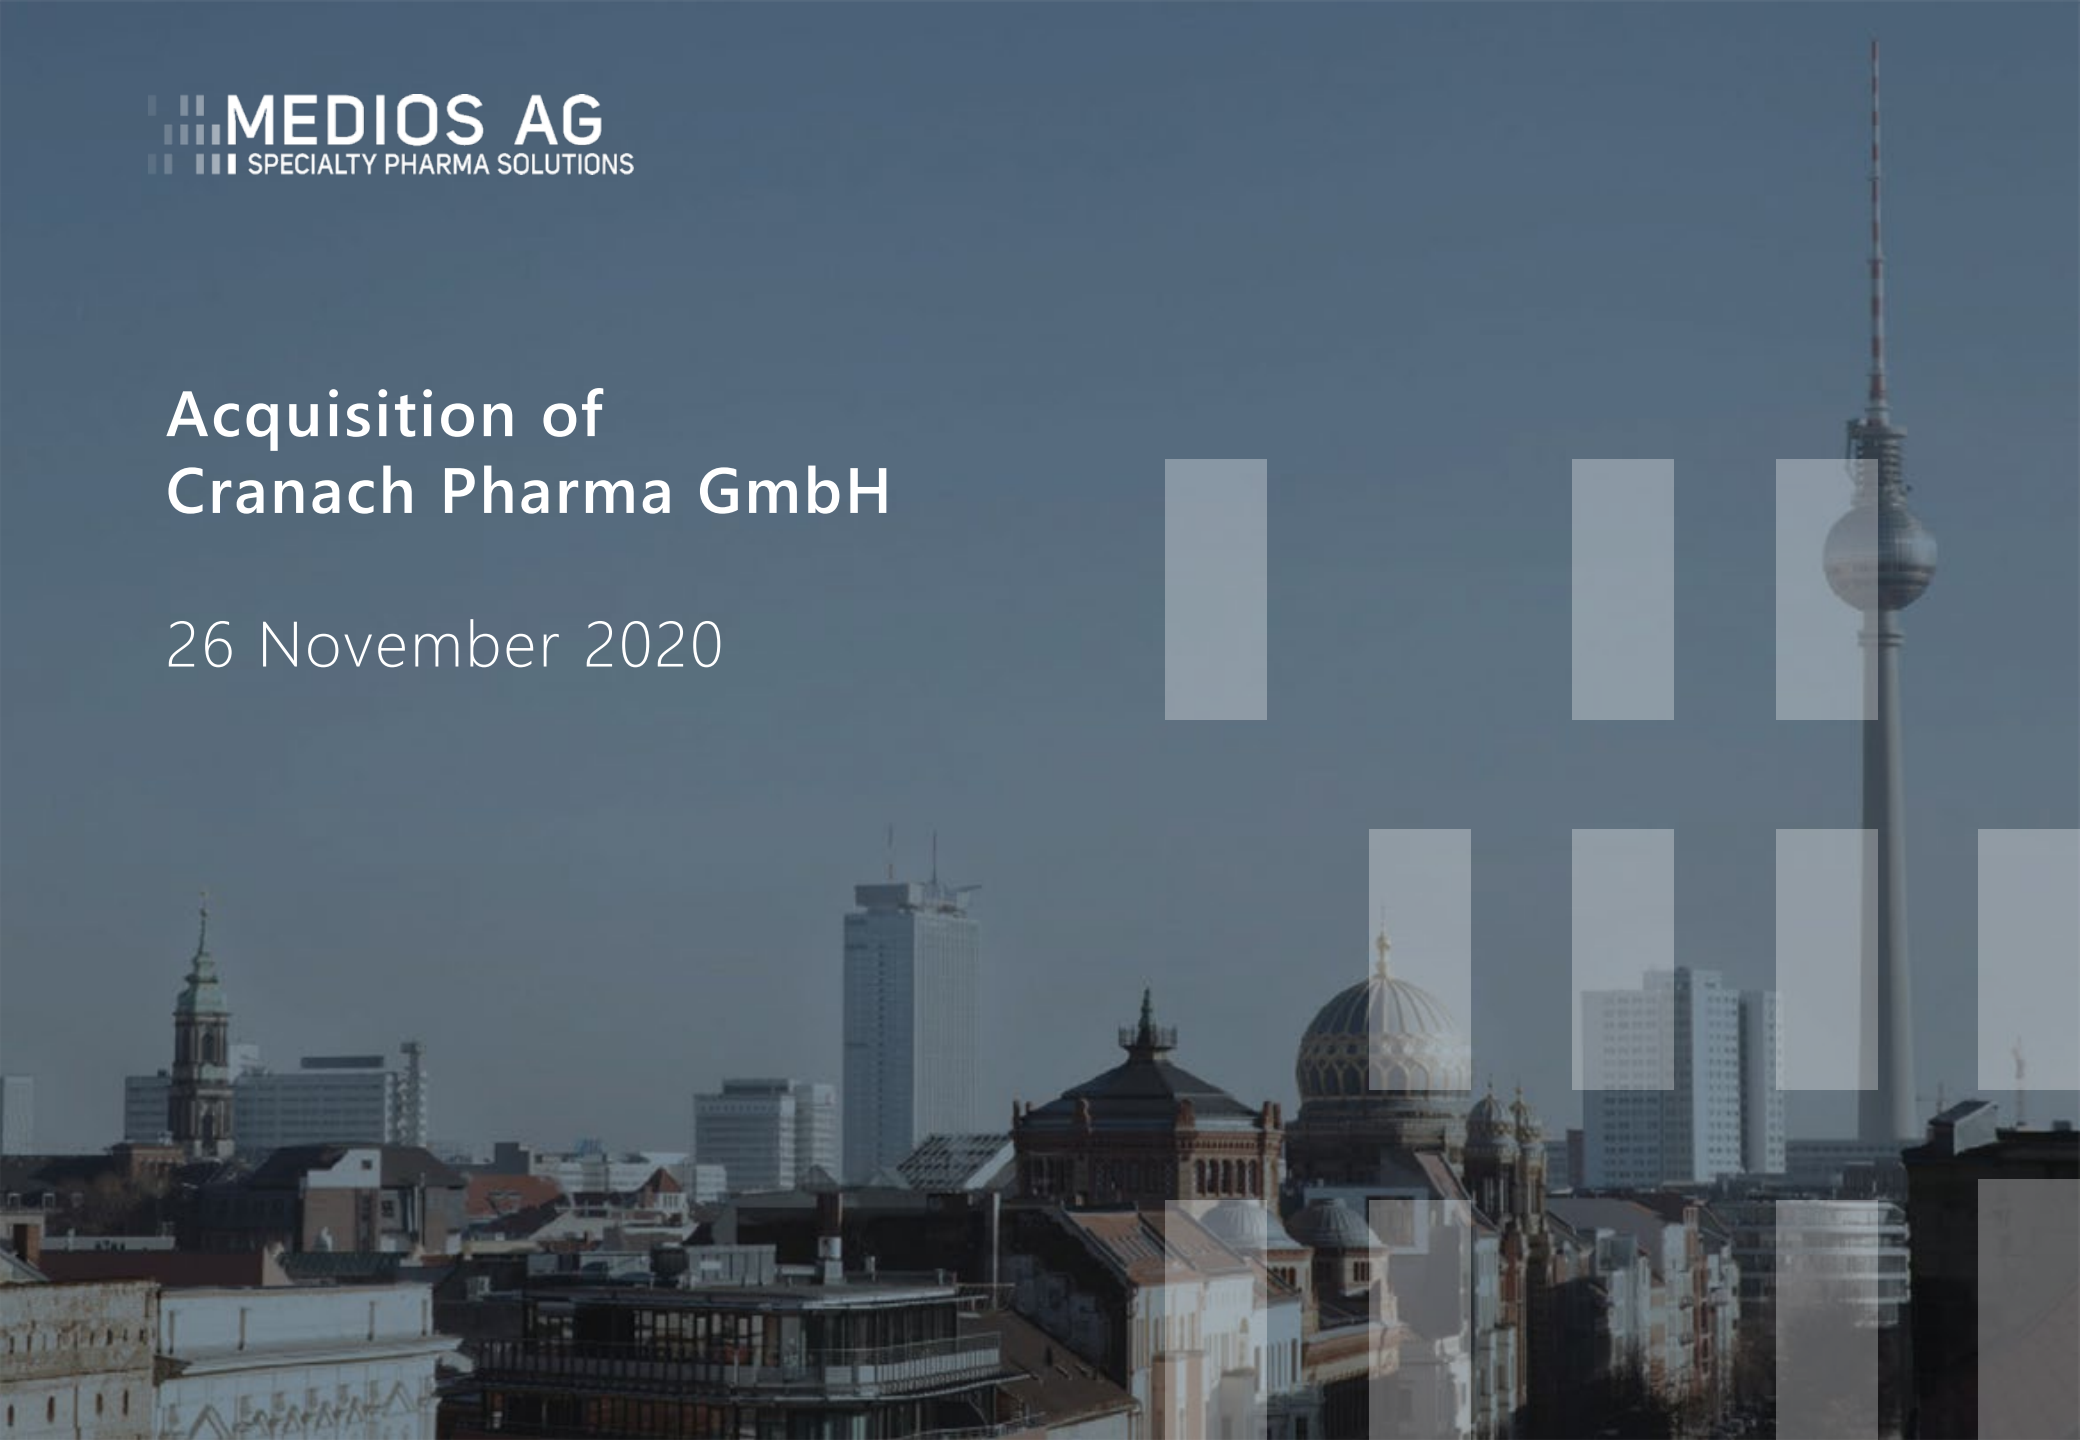 MEDIOS AG
SPECIALTY PHARMA SOLUTIONS
Acquisition of
Cranach Pharma GmbH
26 November 2020